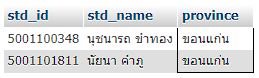 std_id std_name province
5001100348 นุชนารถ ขำทอง ขอนแก่น
5001101811 นัยนา คำภู ขอนแก่น